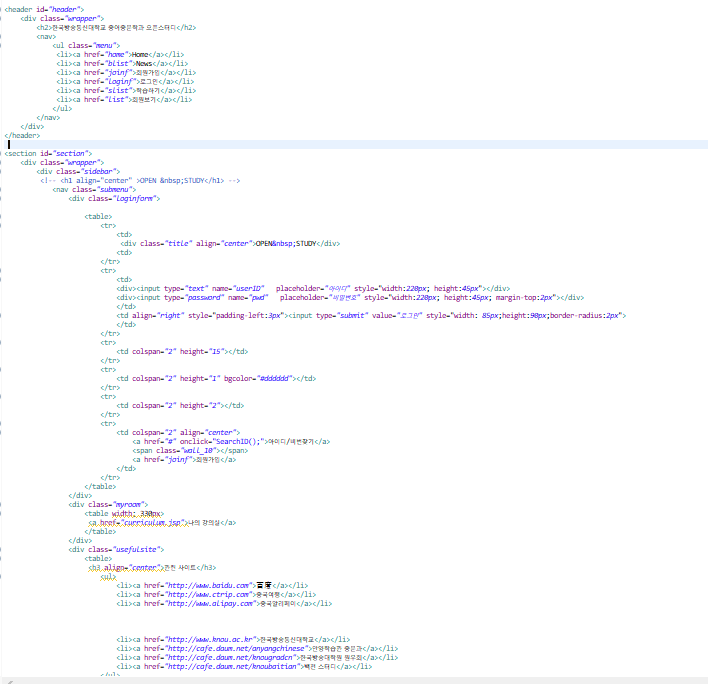 <header id="header">
<div class="wrapper">
<h2>한국방송통신대학교 중어중문학과 오픈스터디</h2>
<nav>
<ul class="menu">
<li><a href="home">Home</a></li>
<li><a href="blist">News</a></li>
<li><a href="joinf">회원가입</a></li>
<li><a href="loginf">로그인</a></li>
<li><a href="slist">학습하기</a></li>
<li><a href="list">회원보기</a></li>
</ul>
</nav>
</div>
</header>
<section id="section">
<div class="wrapper">
<div class="sidebar">
<!-- <h1 align="center" >OPEN &nbsp;STUDY</h1> -->
<nav class="submenu">
<div class="loginform">
<table>
<tr>
<td>
<div class="title" align="center">OPEN&nbsp;STUDY</div>
<td>
</tr>
<tr>
<td>
<div><input type="text" name="userID" placeholder="아이디" style="width:220px; height:45px"></div>
<div><input type="password" name="pwd" placeholder="비밀번호" style="width:220px; height:45px; margin-top:2px"></div>
</td>
<td align="right" style="padding-left:3px"><input type="submit" value="로그인" style="width: 85px;height:90px;border-radius:2px">
</td>
</tr>
<tr>
<td colspan="2" height="15"></td>
</tr>
<tr>
<td colspan="2" height="1" bgcolor="#dddddd"></td>
</tr>
<tr>
<td colspan="2" height="2"></td>
</tr>
<tr>
<td colspan="2" align="center">
<a href="#" onclick="SearchID();">아이디/비번찾기</a>
<span class="wall_10"></span>
<a href="joinf">회원가입</a>
</td>
</tr>
</table>
</div>
<div class="myroom">
<table width: 330px>
<a href="curriculum.jsp">나의 강의실</a>
</table>
</div>
<div class="usefulsite">
<table>
<h3 align="center">관련 사이트</h3>
<ul>
<li><a href="http://www.baidu.com">百度</a></li>
<li><a href="http://www.ctrip.com">중국여행</a></li>
<li><a href="http://www.alipay.com">중국알리페이</a></li>
<li><a href="http://www.knou.ac.kr">한국방송통신대학교</a></li>
<li><a href="http://cafe.daum.net/anyangchinese">안양학습관 중문과</a></li>
<li><a href="http://cafe.daum.net/knougradcn">한국방송대학원 원우회</a></li>
<li><a href="http://cafe.daum.net/knoubaitian">백천 스터디</a></li>
</ul>